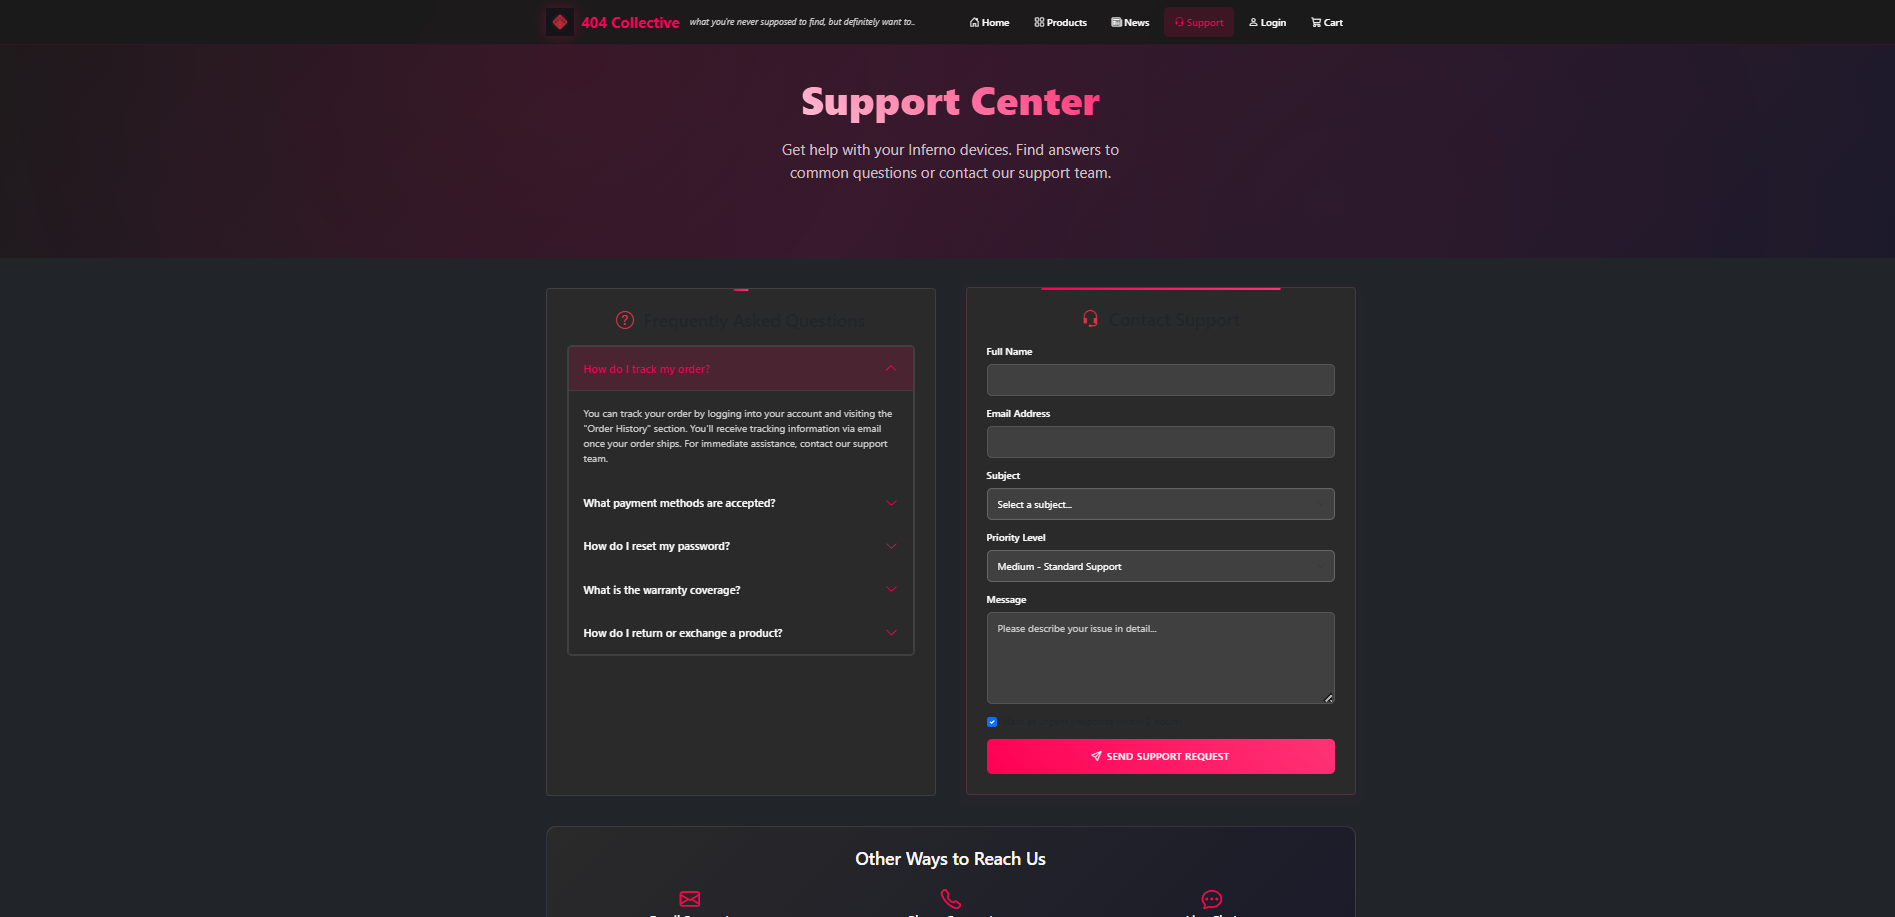 404 Collective
what you're never supposed to find, but definitely want to..
Home
Products
News
Support
Login
Cart
Support Center
Get help with your Inferno devices. Find answers to
common questions or contact our support team.
Frequently Asked Questions
How do I track my order?
You can track your order by logging into your account and visiting the
"Order History" section. You'll receive tracking information via email
once your order ships. For immediate assistance, contact our support
team.
What payment methods are accepted?
How do I reset my password?
What is the warranty coverage?
How do I return or exchange a product?
Contact Support
Full Name
Email Address
Subject
Select a subject...
Priority Level
Medium - Standard Support
Message
Please describe your issue in detail...
SEND SUPPORT REQUEST
Other Ways to Reach Us